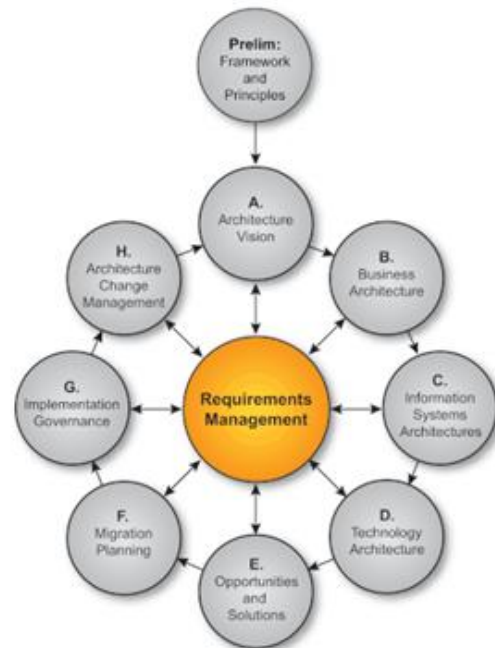 Prelim:
Framework
and
Principles
A.
Architecture
Vision
B.
Business
Architecture
C.
Information
Systems
Architectures
D.
Technology
Architecture
E.
Opportunities
and
Solutions
F.
Migration
Planning
G.
Implementation
Governance
H.
Architecture
Change
Management
Requirements
Management